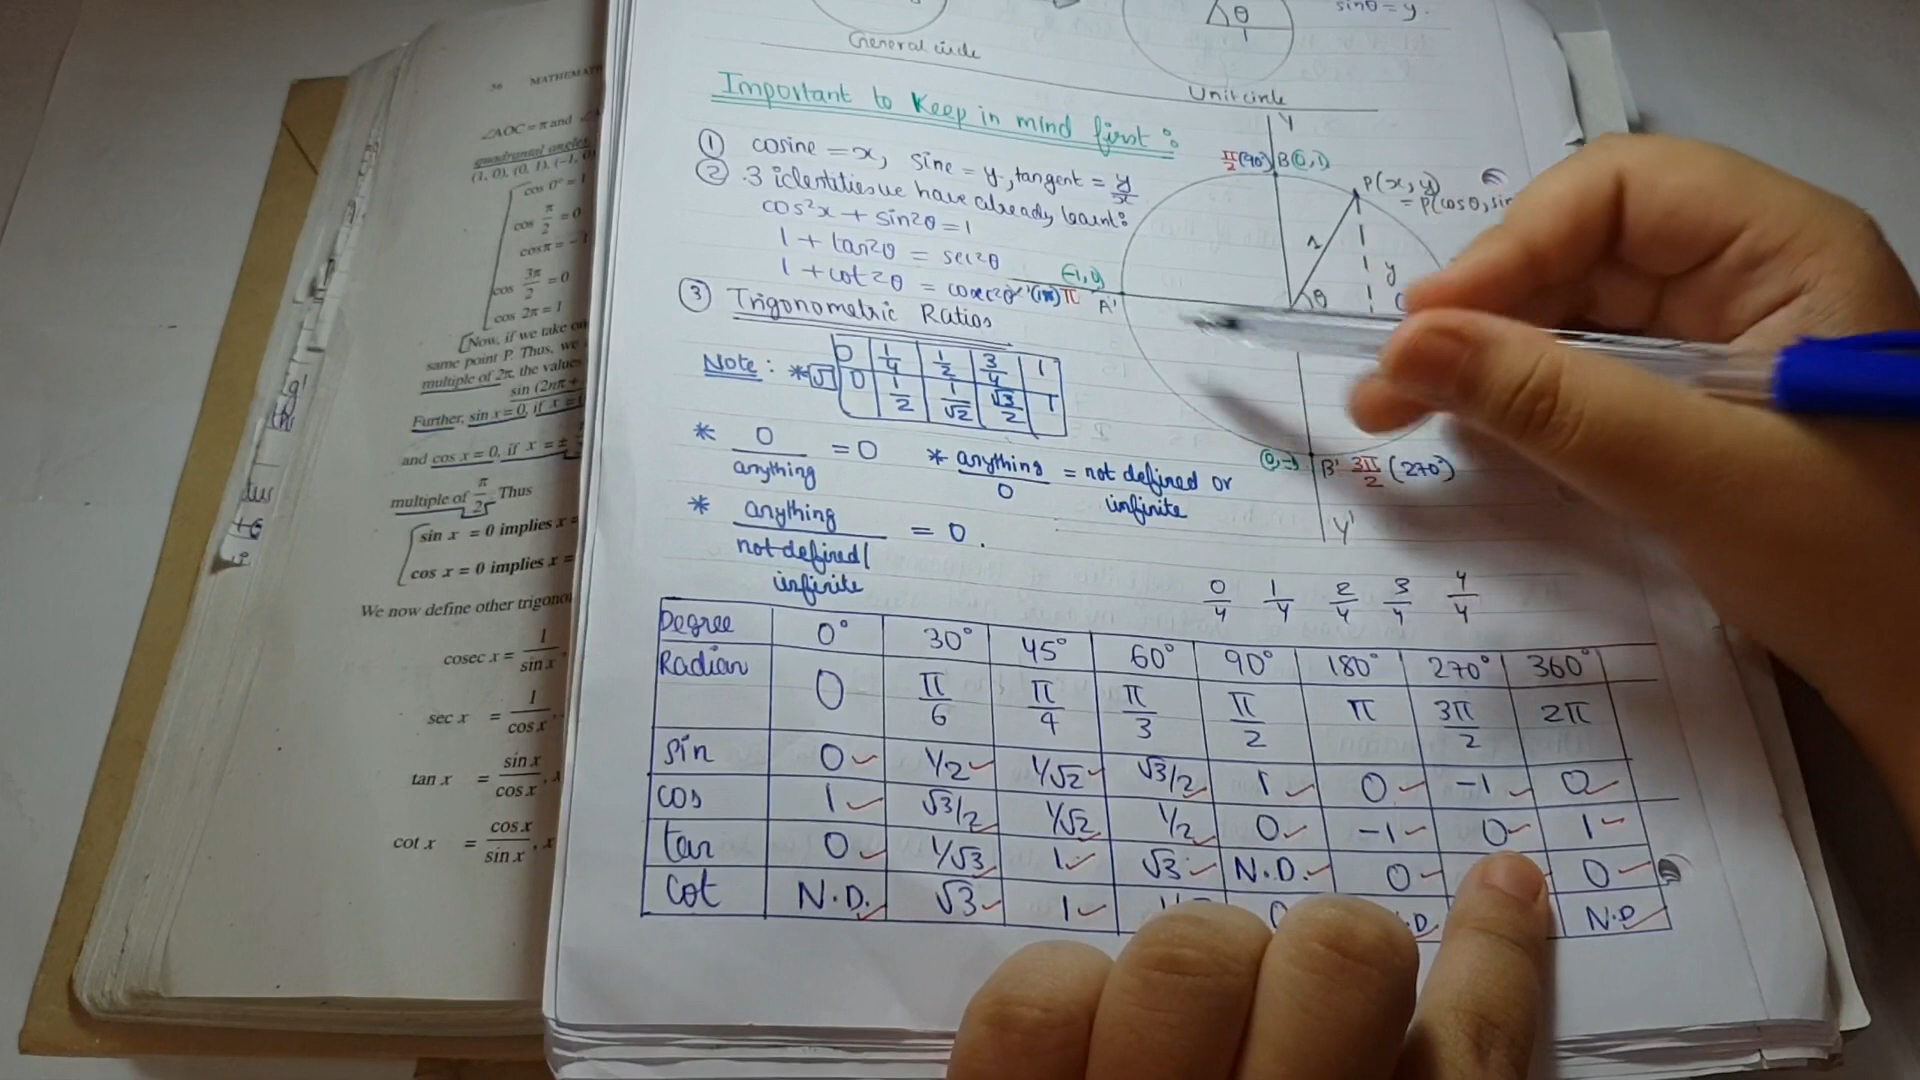 56 MATHEMAT
∠AOC = π and
quadrantal angles
(1, 0), (0, 1), (–1, 0)
cos 0° = 1
cos π/2 = 0
cosπ = –
cos 3π/2 = 0
cos 2π = 1
Now, if we take on
same point P. Thus, we
multiple of 2π, the values
sin (2nπ +
Further, sin x = 0, if x =
and cos x = 0, if x = ±
multiple of π/2. Thus
sin x = 0 implies x =
cos x = 0 implies x =
We now define other trigono
cosec x = 1/sin x,
sec x = 1/cos x,
tan x = sin x/cos x, x
cot x = cos x/sin x, x
θ
1
sinθ = y.
General circle
Unit circle
Important to Keep in mind first :
① cosine = x, sine = y, tangent = y/x
② 3 identities we have already learnt:
cos²x + sin2θ = 1
1 + tan2θ = sec2θ
1 + cot2θ = cosec2θ
Y
π/2 (90°) B(0,1)
P(x, y)
= P(cosθ, sin
r
y
θ
(-1, 0)
π
A'
(0,-1) B' 3π/2 (270°)
Y'
③ Trigonometric Ratios
Note : *√ 
0 1/4 1/2 3/4 1
0 1/2 1/√2 √3/2 1
* 0/anything = 0 * anything/0 = not defined or infinite
* anything/not defined/infinite = 0.
0/4 1/4 2/4 3/4 4/4
Degree 0° 30° 45° 60° 90° 180° 270° 360°
Radian 0 π/6 π/4 π/3 π/2 π 3π/2 2π
sin 0 1/2 1/√2 √3/2 1 0 -1 0
cos 1 √3/2 1/√2 1/2 0 -1 0 1
tan 0 1/√3 1 √3 N.D. 0 0
cot N.D. √3 1 N.D